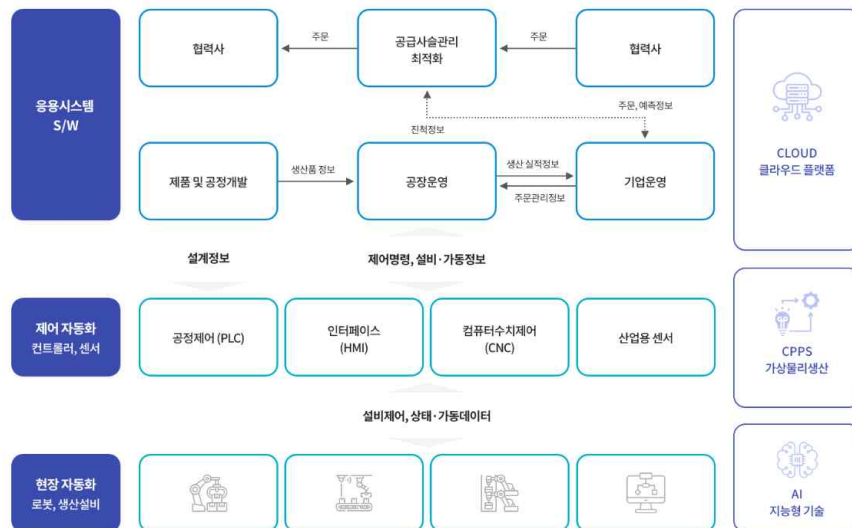 응용시스템
S/W
협력사
주문
공급사슬관리
최적화
주문
협력사
진척정보
주문, 예측정보
제품 및 공정개발
생산품 정보
공장운영
생산 실적정보
주문관리정보
기업운영
설계정보
제어명령, 설비·가동정보
제어 자동화
컨트롤러, 센서
공정제어 (PLC)
인터페이스
(HMI)
컴퓨터수치제어
(CNC)
산업용 센서
설비제어, 상태·가동데이터
현장 자동화
로봇, 생산설비
CLOUD
클라우드 플랫폼
CPPS
가상물리생산
AI
지능형 기술